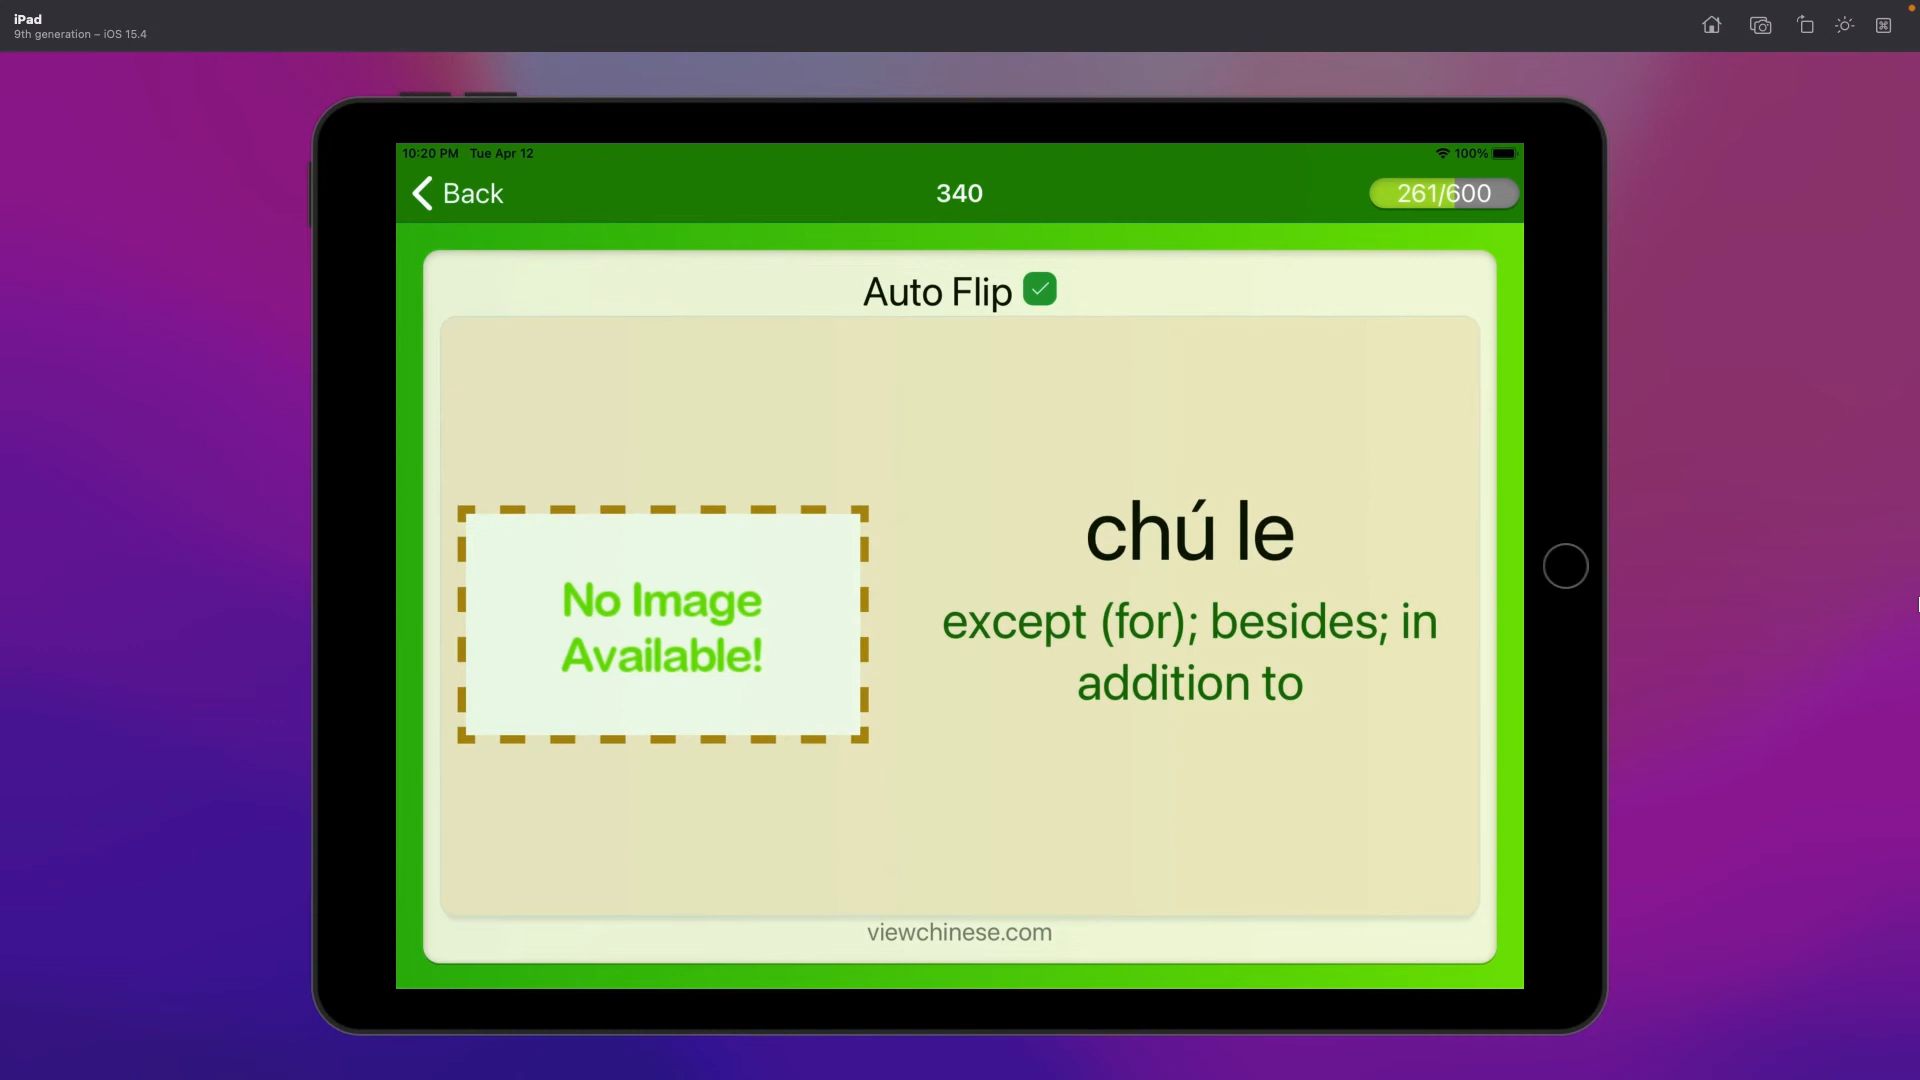 iPad
9th generation – iOS 15.4
10:20 PM Tue Apr 12
100%
Back
340
261/600
Auto Flip
No Image
Available!
chú le
except (for); besides; in
addition to
viewchinese.com